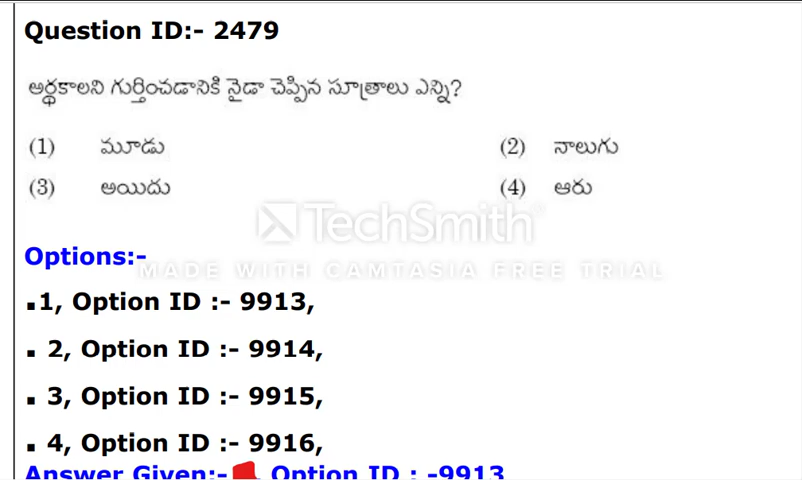 Question ID:- 2479
అర్థకాలని గుర్తించడానికి నైడా చెప్పిన సూత్రాలు ఎన్ని?
(1) మూడు (2) నాలుగు
(3) అయిదు (4) ఆరు
TechSmith
MADE WITH CAMTASIA FREE TRIAL
Options:-
1, Option ID :- 9913,
2, Option ID :- 9914,
3, Option ID :- 9915,
4, Option ID :- 9916,
Answer Given:- Option ID : -9913